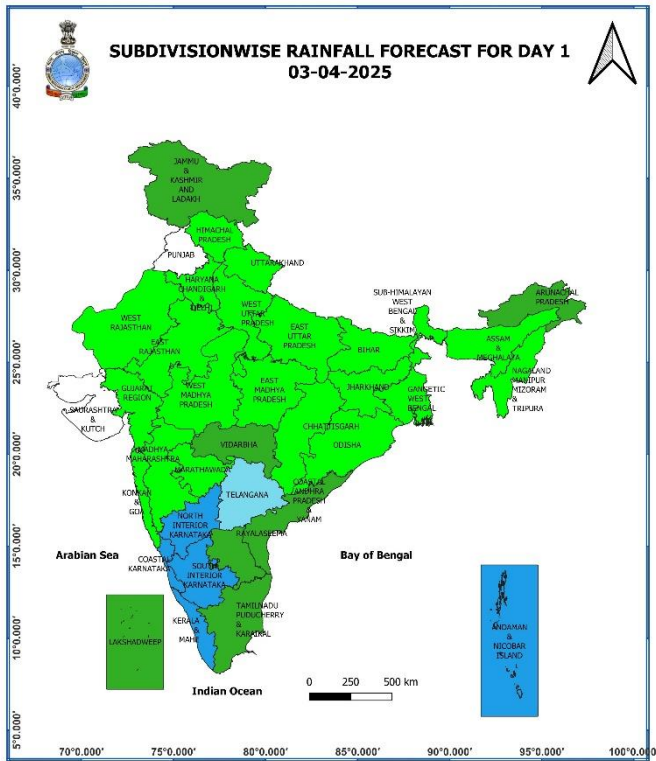 SUBDIVISIONWISE RAINFALL FORECAST FOR DAY 1
03-04-2025
40°0.000'
35°0.000'
30°0.000'
25°0.000'
20°0.000'
15°0.000'
10°0.000'
5°0.000'
JAMMU
&
KASHMIR
AND
LADAKH
HIMACHAL
PRADESH
PUNJAB
UTTARAKHAND
HARYANA
CHANDIGARH
&
DELHI
WEST
UTTAR
PRADESH
SUB-HIMALAYAN
WEST
BENGAL
&
SIKKIM
ARUNACHAL
PRADESH
WEST
RAJASTHAN
EAST
RAJASTHAN
EAST
UTTAR
PRADESH
BIHAR
ASSAM
&
MEGHALAYA
NAGALAND
MANIPUR
MIZORAM
&
TRIPURA
GUJARAT
REGION
WEST
MADHYA
PRADESH
EAST
MADHYA
PRADESH
JHARKHAND
GANGETIC
WEST
BENGAL
SAURASHTRA
&
KUTCH
CHHATTISGARH
VIDARBHA
ODISHA
MADHYA
MAHARASHTRA
MARATHAWADA
KONKAN
&
GOA
TELANGANA
COASTAL
ANDHRA
PRADESH
&
YANAM
NORTH
INTERIOR
KARNATAKA
RAYALASEEMA
Arabian Sea
Bay of Bengal
COASTAL
KARNATAKA
SOUTH
INTERIOR
KARNATAKA
TAMILNADU
PUDUCHERRY
&
KARAIKAL
KERALA
&
MAHE
LAKSHADWEEP
ANDAMAN
&
NICOBAR
ISLAND
Indian Ocean
0 250 500 km
70°0.000' 75°0.000' 80°0.000' 85°0.000' 90°0.000' 95°0.000' 100°0.000'